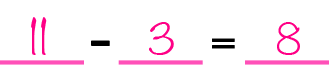 11 - 3 = 8